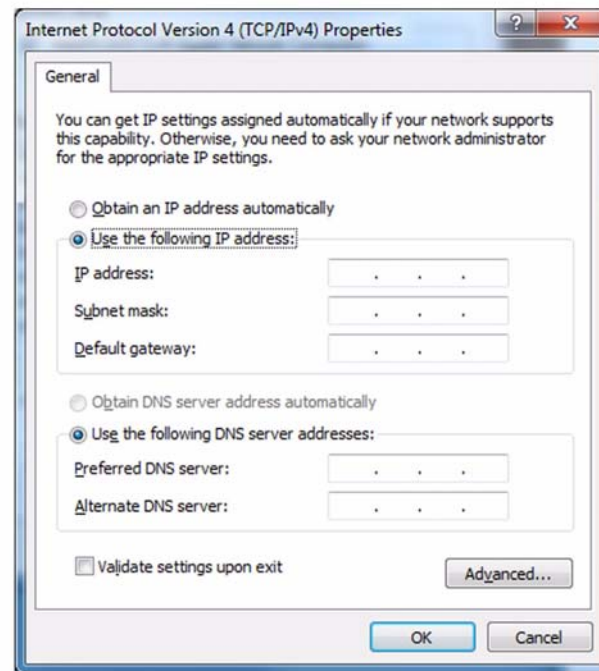 Internet Protocol Version 4 (TCP/IPv4) Properties
?
General
You can get IP settings assigned automatically if your network supports
this capability. Otherwise, you need to ask your network administrator
for the appropriate IP settings.
Obtain an IP address automatically
Use the following IP address:
IP address: . . .
Subnet mask: . . .
Default gateway: . . .
Obtain DNS server address automatically
Use the following DNS server addresses:
Preferred DNS server: . . .
Alternate DNS server: . . .
Validate settings upon exit
Advanced...
OK Cancel